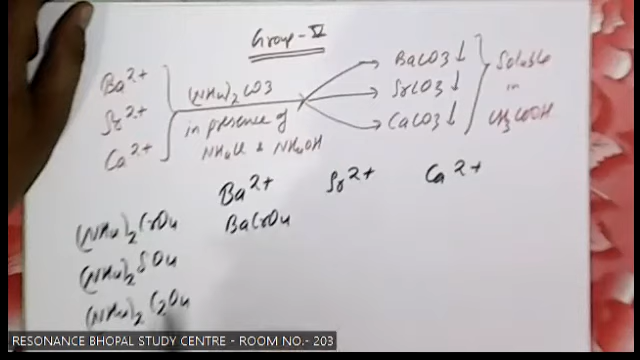 Group-V
Ba2+
Sr2+
Ca2+
(NH4)2CO3
in presence of
NH4Cl & NH4OH
BaCO3↓
SrCO3↓
CaCO3↓
Soluble
in
CH3COOH
Ba2+ Sr2+ Ca2+
(NH4)2CrO4 BaCrO4
(NH4)2SO4
(NH4)2C2O4
RESONANCE BHOPAL STUDY CENTRE - ROOM NO.- 203